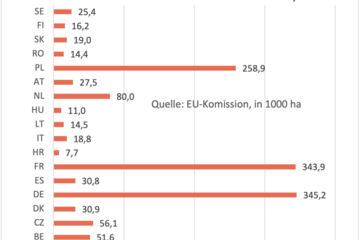 SE 25,4
FI 16,2
SK 19,0
RO 14,4
PL 258,9
AT 27,5
NL 80,0
Quelle: EU-Komission, in 1000 ha
HU 11,0
LT 14,5
IT 18,8
HR 7,7
FR 343,9
ES 30,8
DE 345,2
DK 30,9
CZ 56,1
BE 51,6